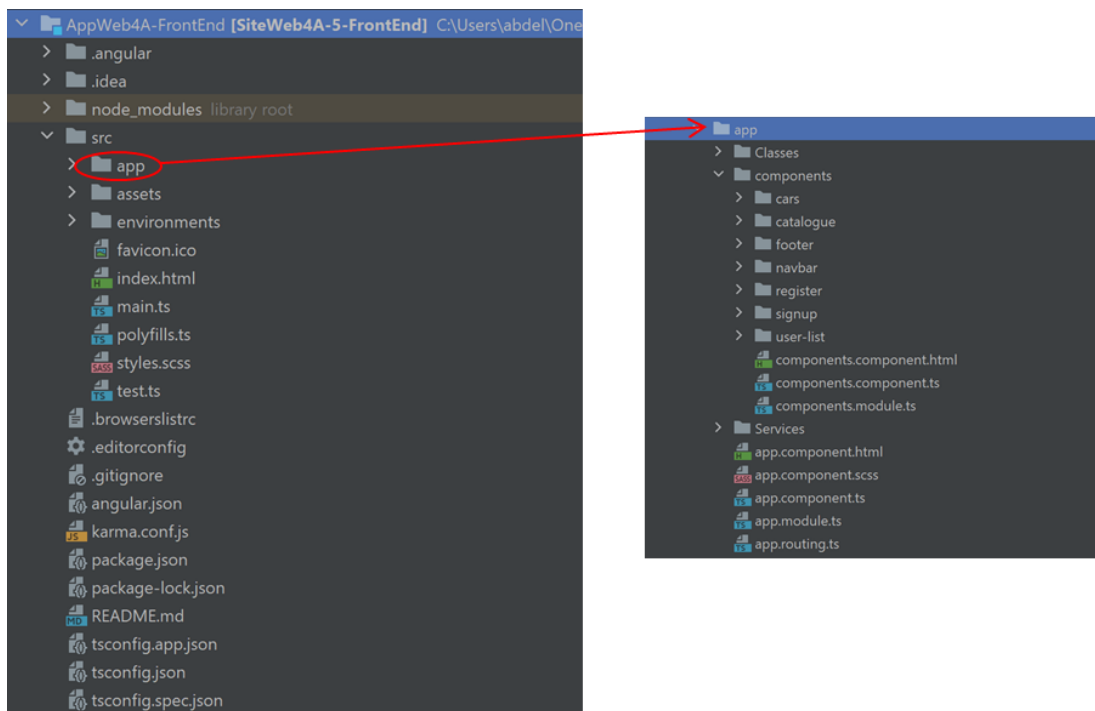 AppWeb4A-FrontEnd [SiteWeb4A-5-FrontEnd] C:\Users\abdel\One
.angular
.idea
node_modules library root
src
app
assets
environments
favicon.ico
index.html
main.ts
polyfills.ts
styles.scss
test.ts
.browserslistrc
.editorconfig
.gitignore
angular.json
karma.conf.js
package.json
package-lock.json
README.md
tsconfig.app.json
tsconfig.json
tsconfig.spec.json
app
Classes
components
cars
catalogue
footer
navbar
register
signup
user-list
components.component.html
components.component.ts
components.module.ts
Services
app.component.html
app.component.scss
app.component.ts
app.module.ts
app.routing.ts